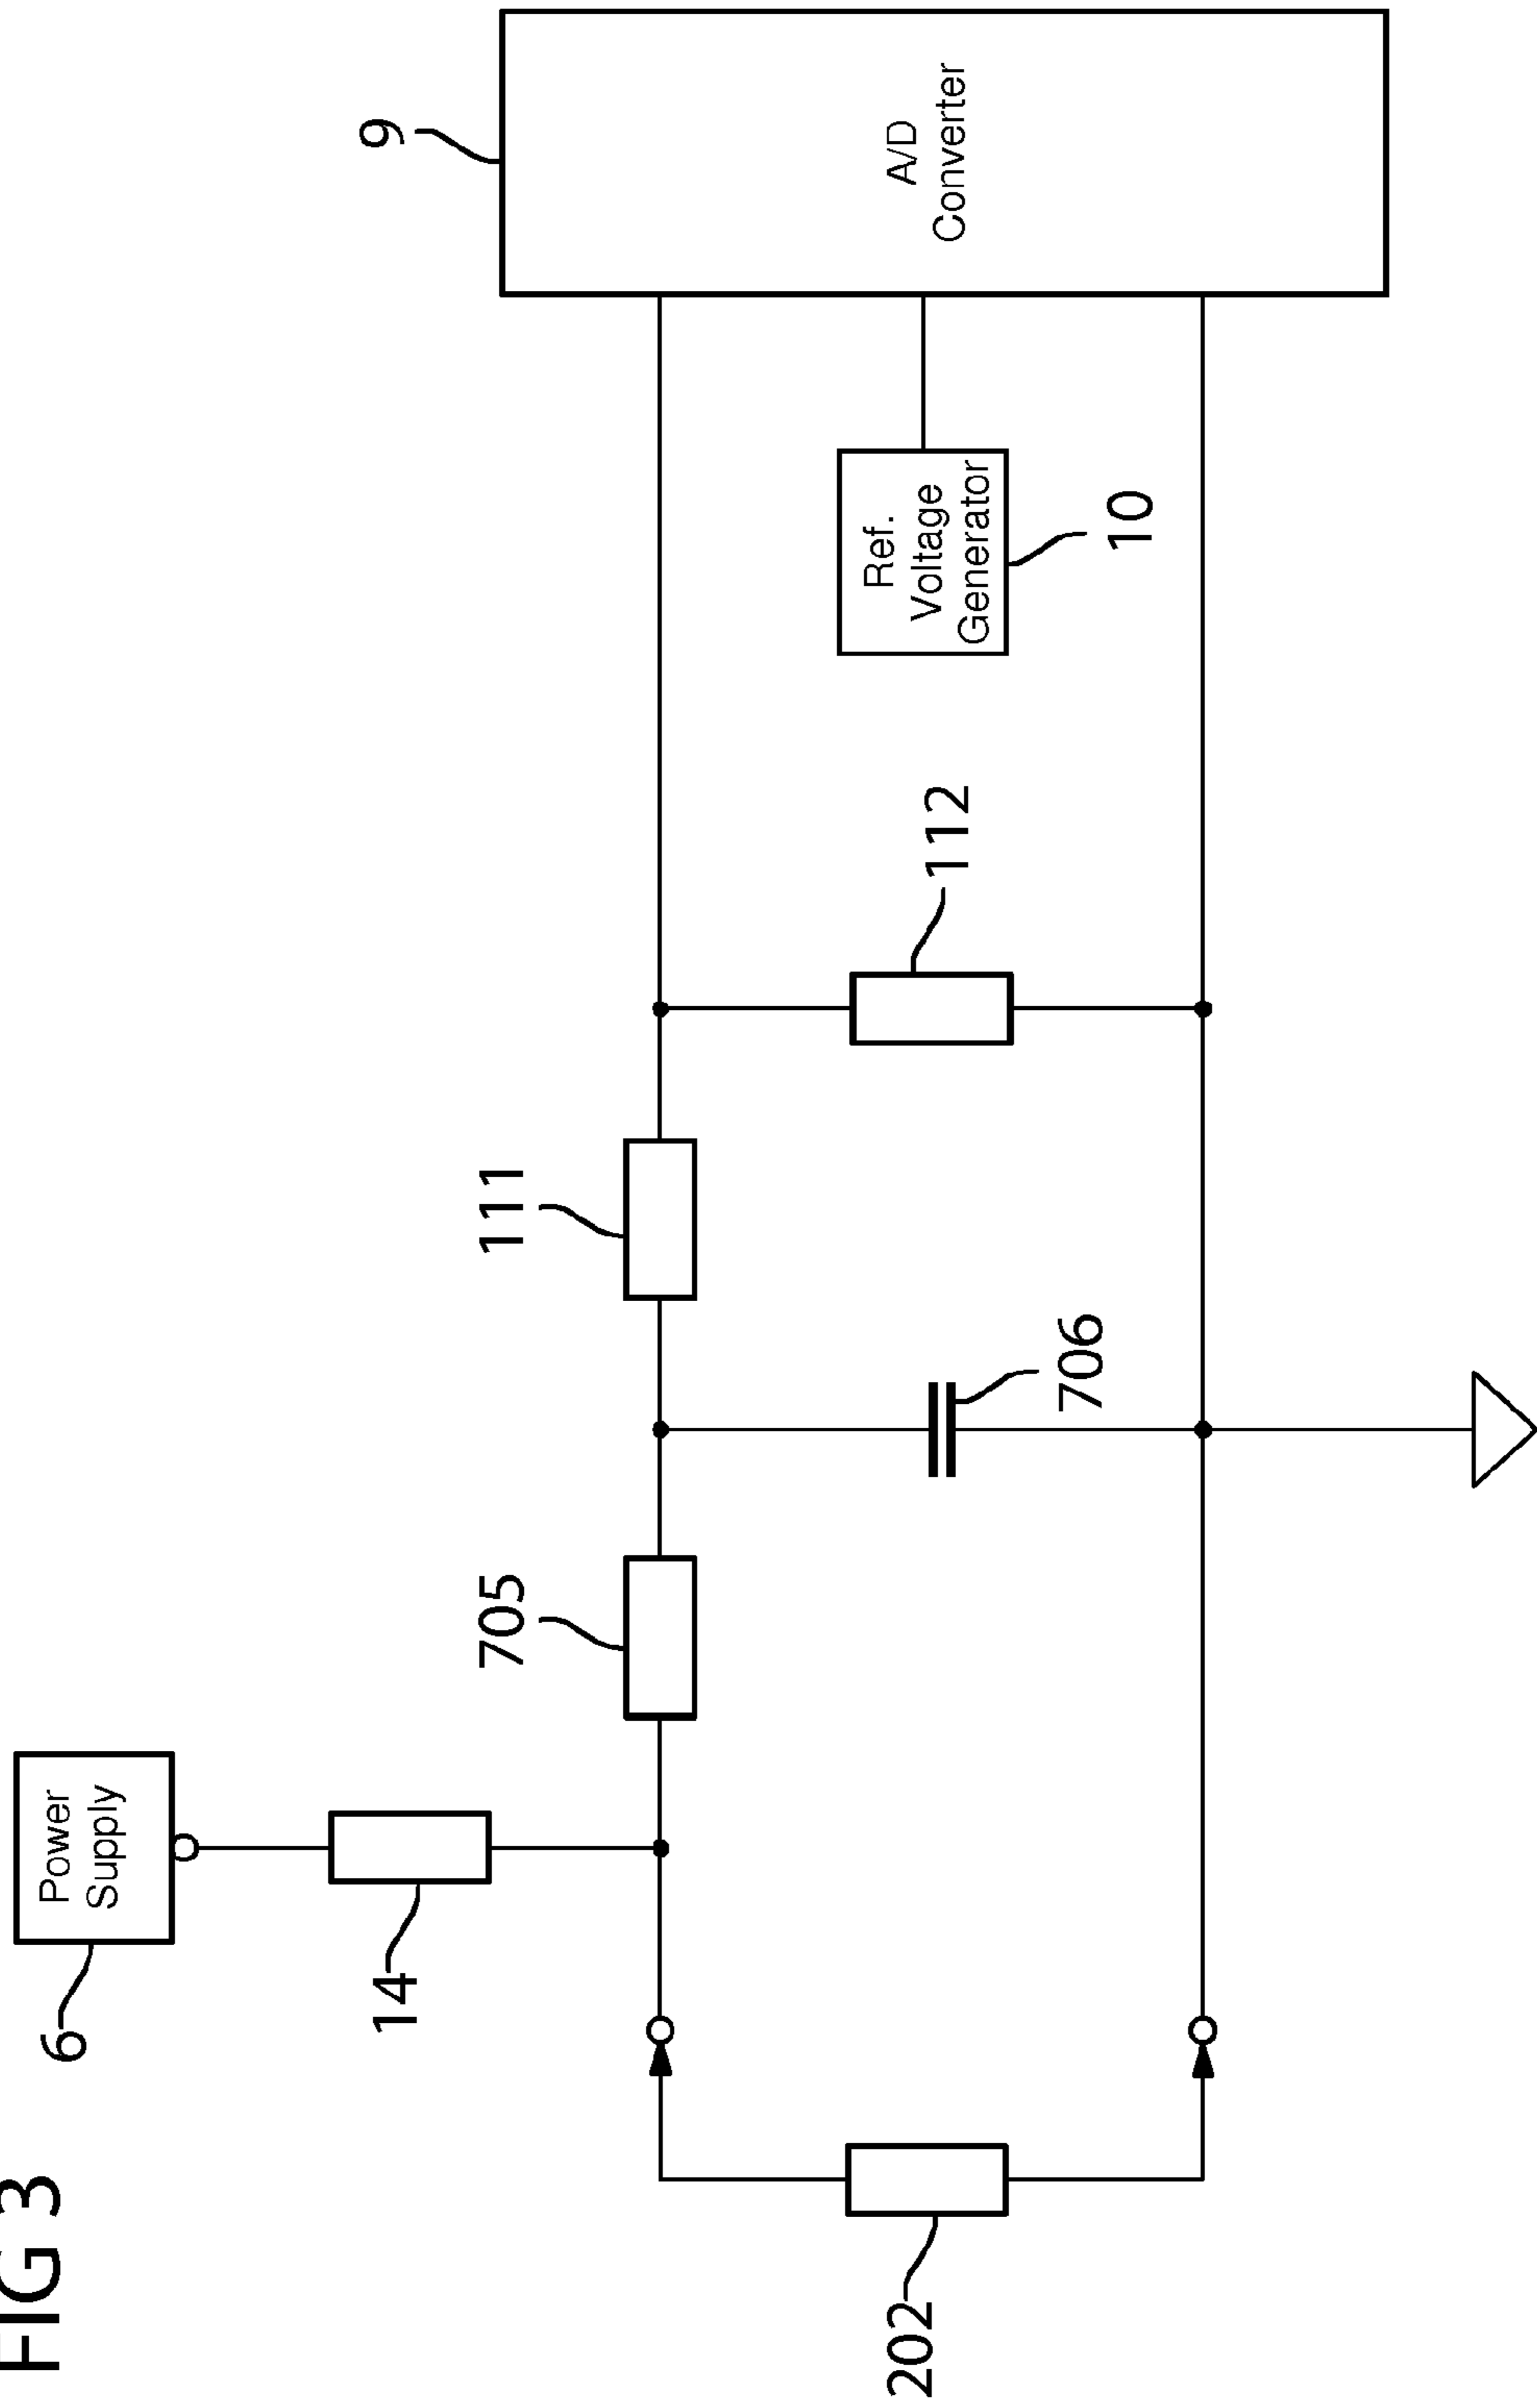 FIG 3
6
Power
Supply
14
705
111
9
A/D
Converter
202
706
112
Ref.
Voltage
Generator
10